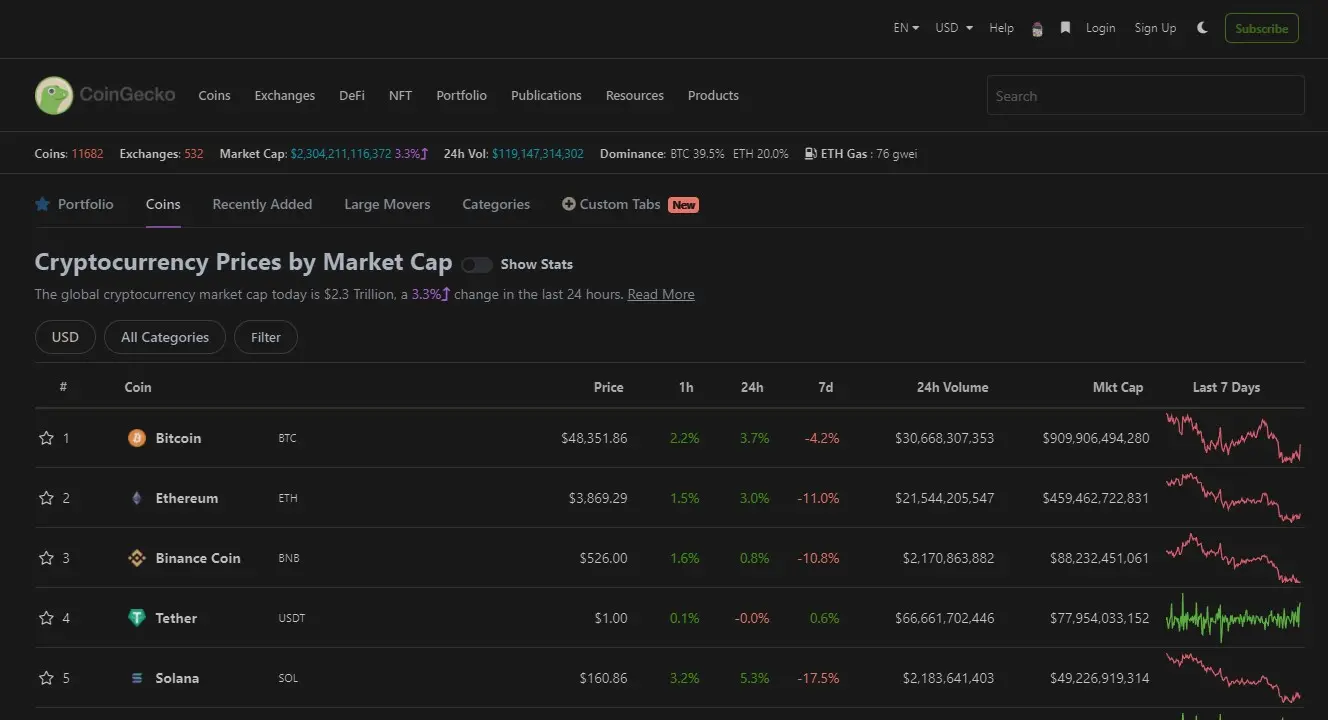 EN USD Help Login Sign Up Subscribe
CoinGecko Coins Exchanges DeFi NFT Portfolio Publications Resources Products Search
Coins: 11682 Exchanges: 532 Market Cap: $2,304,211,116,372 3.3% 24h Vol: $119,147,314,302 Dominance: BTC 39.5% ETH 20.0% ETH Gas : 76 gwei
Portfolio Coins Recently Added Large Movers Categories Custom Tabs New
Cryptocurrency Prices by Market Cap Show Stats
The global cryptocurrency market cap today is $2.3 Trillion, a 3.3% change in the last 24 hours. Read More
USD All Categories Filter
# Coin Price 1h 24h 7d 24h Volume Mkt Cap Last 7 Days
1 Bitcoin BTC $48,351.86 2.2% 3.7% -4.2% $30,668,307,353 $909,906,494,280
2 Ethereum ETH $3,869.29 1.5% 3.0% -11.0% $21,544,205,547 $459,462,722,831
3 Binance Coin BNB $526.00 1.6% 0.8% -10.8% $2,170,863,882 $88,232,451,061
4 Tether USDT $1.00 0.1% -0.0% 0.6% $66,661,702,446 $77,954,033,152
5 Solana SOL $160.86 3.2% 5.3% -17.5% $2,183,641,403 $49,226,919,314